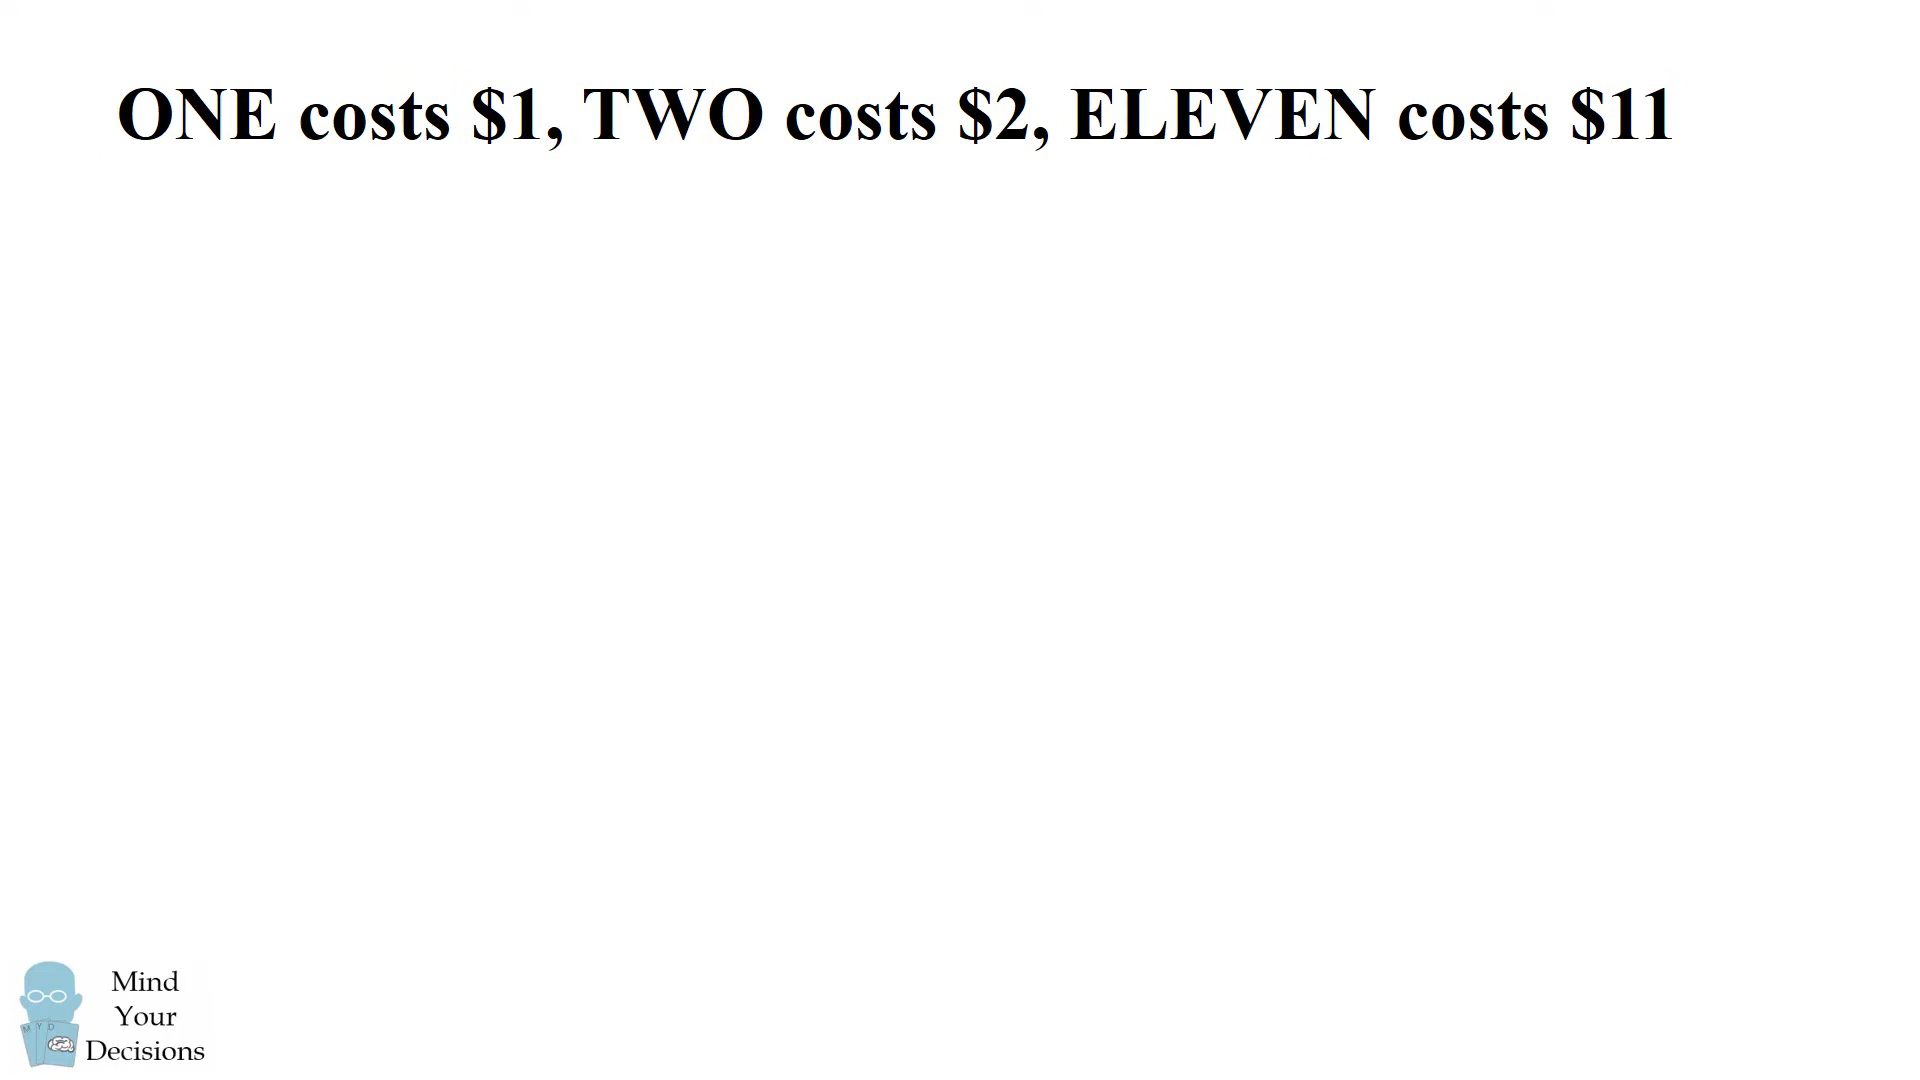 ONE costs $1, TWO costs $2, ELEVEN costs $11
M Y D
Mind
Your
Decisions